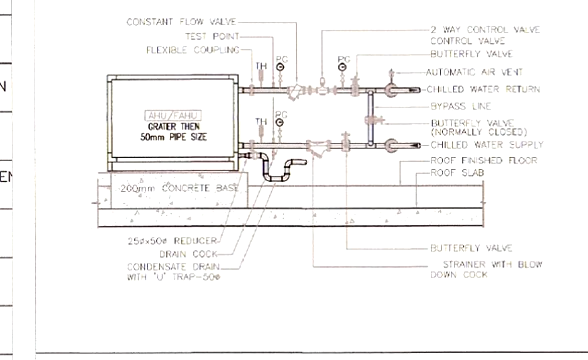 CONSTANT FLOW VALVE
TEST POINT
FLEXIBLE COUPLING
2 WAY CONTROL VALVE
CONTROL VALVE
BUTTERFLY VALVE
TH
PG
PG
AUTOMATIC AIR VENT
CHILLED WATER RETURN
BYPASS LINE
AHU/FAHU
GRATER THEN
50mm PIPE SIZE
TH
PG
BUTTERFLY VALVE
(NORMALLY CLOSED)
CHILLED WATER SUPPLY
ROOF FINISHED FLOOR
ROOF SLAB
200mm CONCRETE BASE
25ø×50ø REDUCER
DRAIN COCK
CONDENSATE DRAIN
WITH 'U' TRAP-50ø
BUTTERFLY VALVE
STRAINER WITH BLOW
DOWN COCK